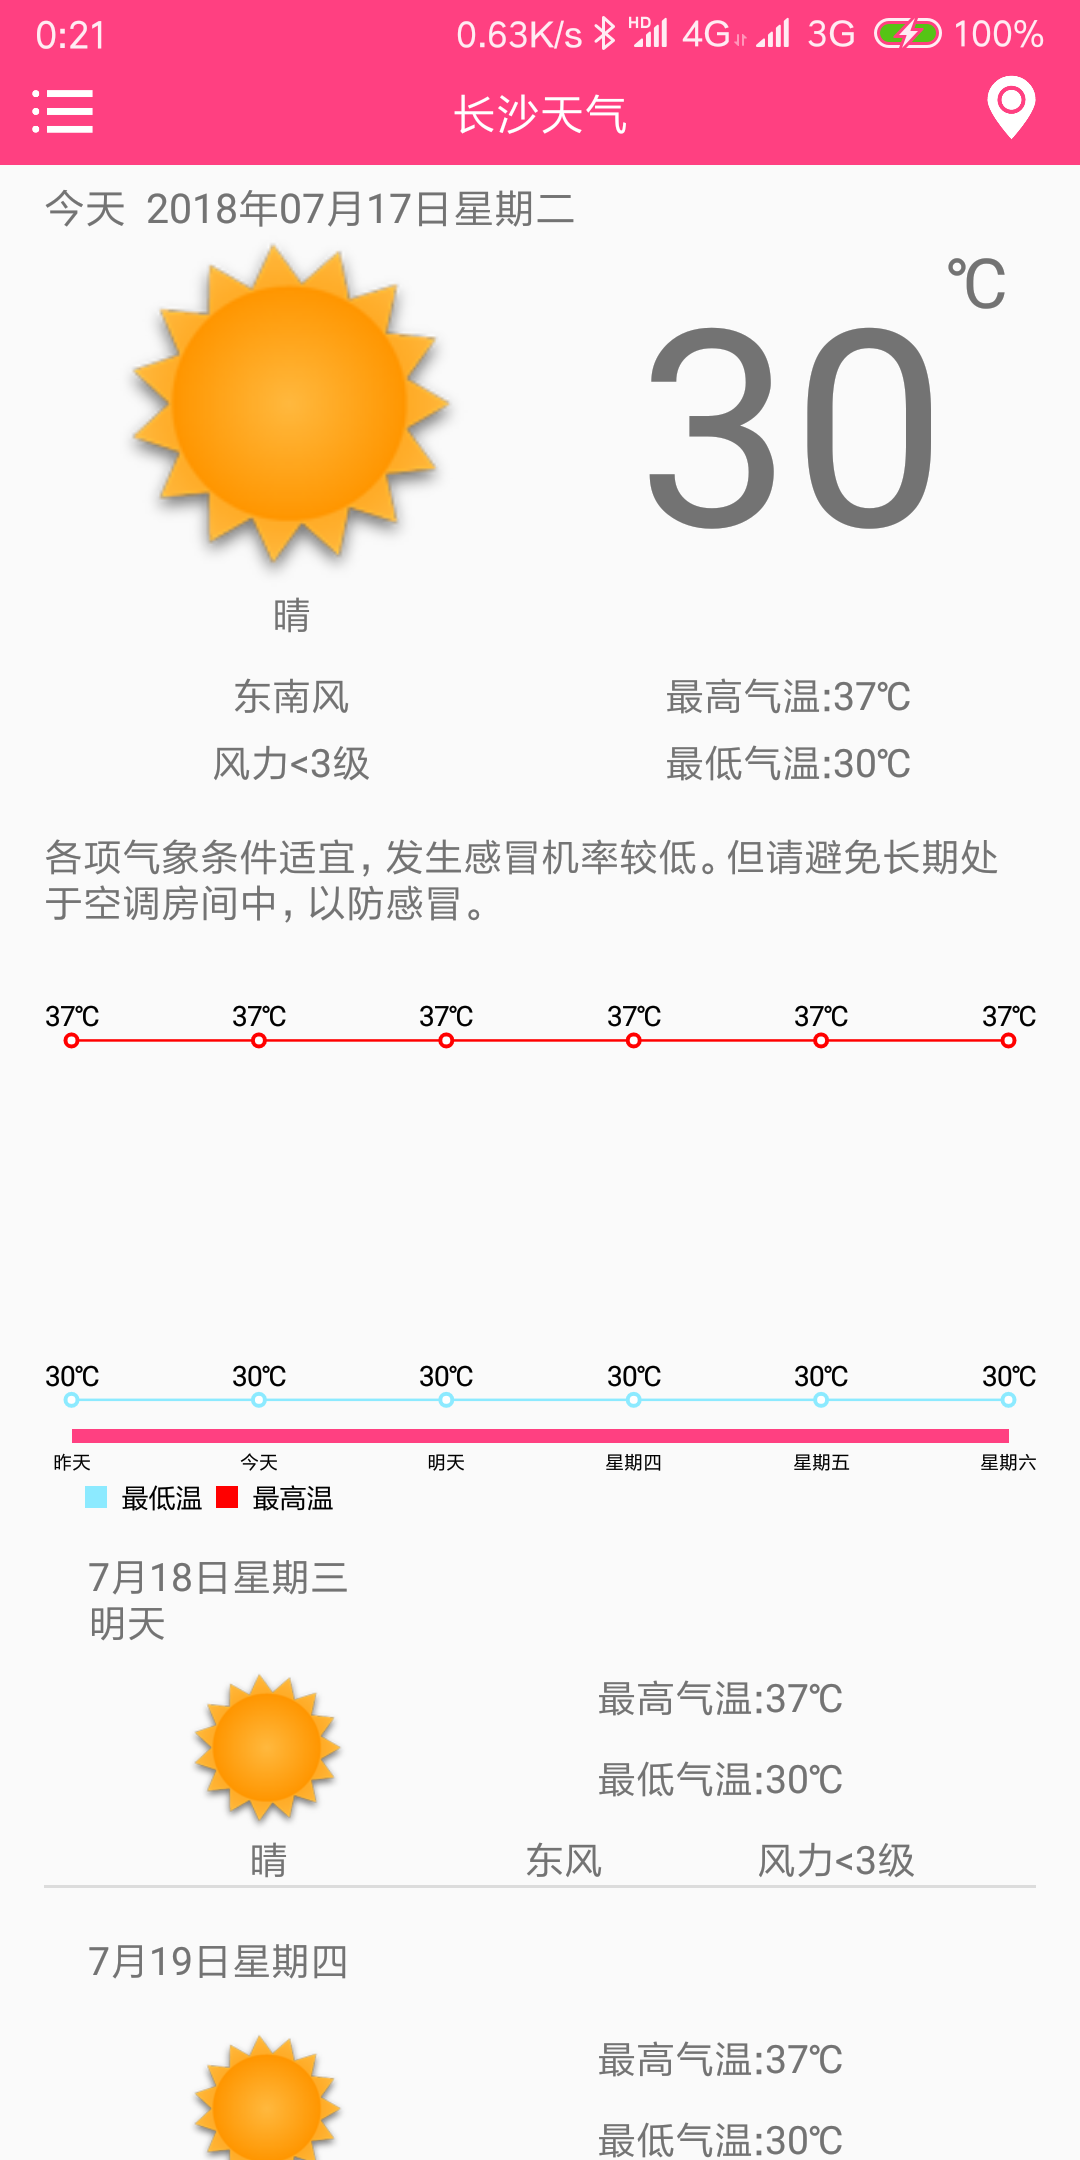 0:21 0.63K/s HD 4G 3G 100%
长沙天气
今天 2018年07月17日星期二
℃
30
晴
东南风 最高气温:37℃
风力<3级 最低气温:30℃
各项气象条件适宜，发生感冒机率较低。但请避免长期处
于空调房间中，以防感冒。
37℃ 37℃ 37℃ 37℃ 37℃ 37℃
30℃ 30℃ 30℃ 30℃ 30℃ 30℃
昨天 今天 明天 星期四 星期五 星期六
最低温 最高温
7月18日星期三
明天
最高气温:37℃
最低气温:30℃
晴 东风 风力<3级
7月19日星期四
最高气温:37℃
最低气温:30℃